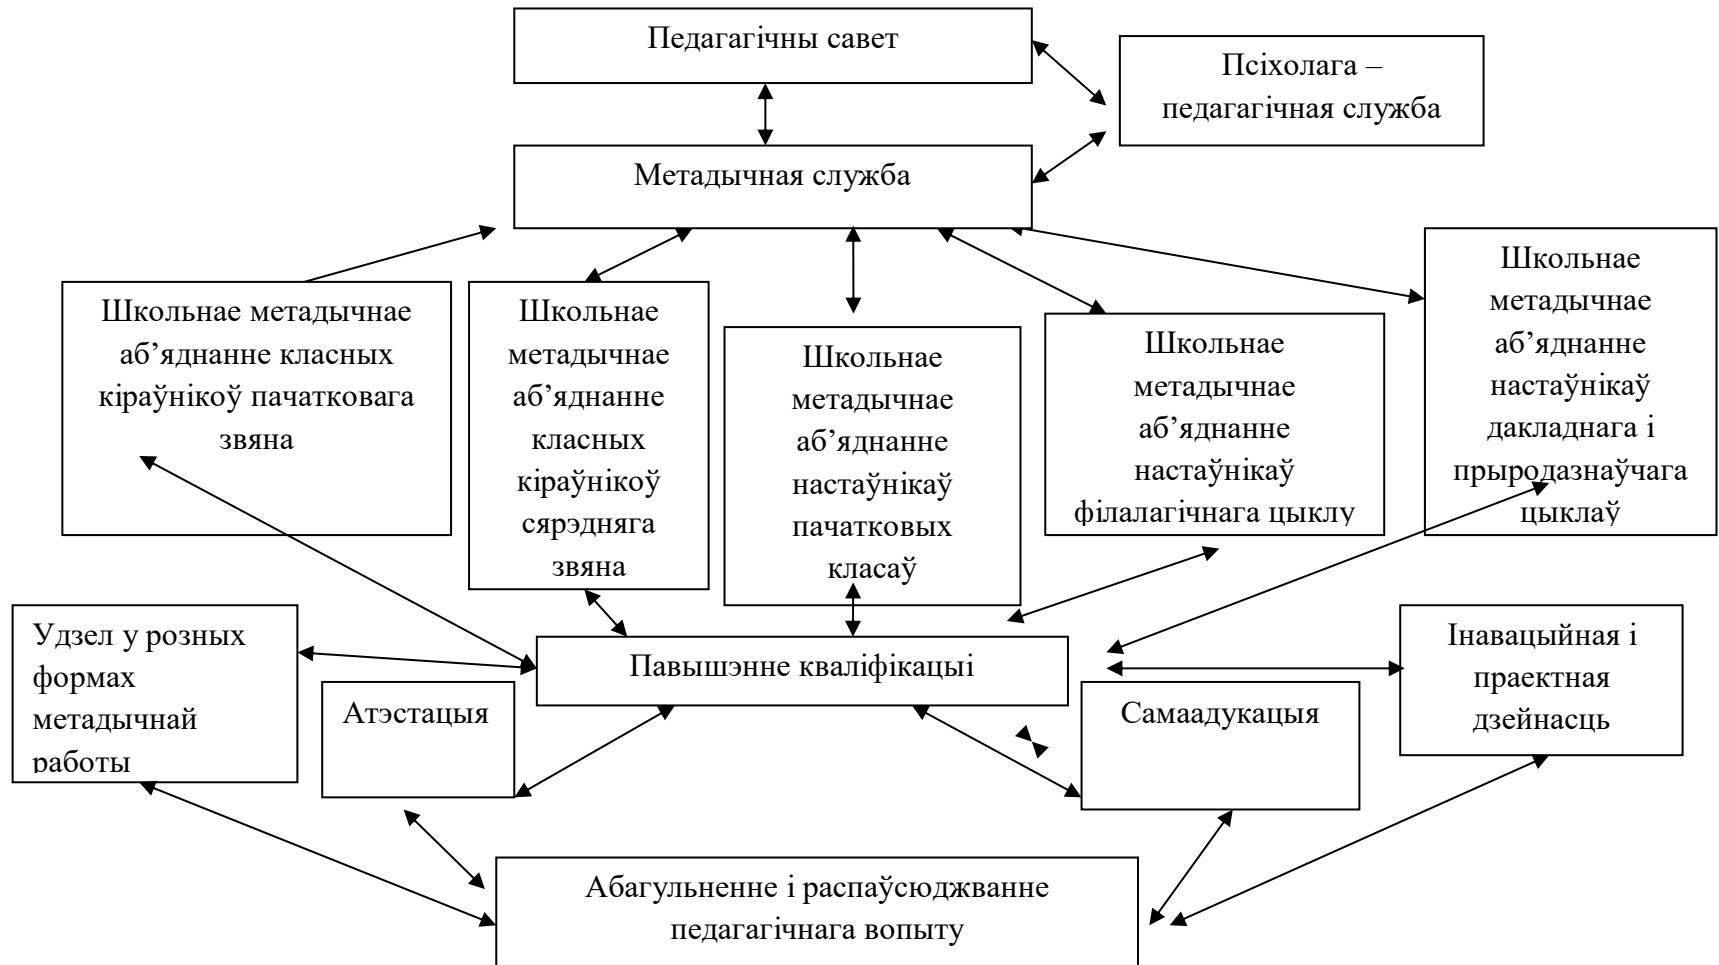 Педагагічны савет
Псіхолага –
педагагічная служба
Метадычная служба
Школьнае метадычнае
аб’яднанне класных
кіраўнікоў пачатковага
звяна
Школьнае
метадычнае
аб’яднанне
класных
кіраўнікоў
сярэдняга
звяна
Школьнае
метадычнае
аб’яднанне
настаўнікаў
пачатковых
класаў
Школьнае
метадычнае
аб’яднанне
настаўнікаў
філалагічнага цыклу
Школьнае
метадычнае
аб’яднанне
настаўнікаў
дакладнага і
прыродазнаўчага
цыклаў
Удзел у розных
формах
метадычнай
работы
Павышэнне кваліфікацыі
Атэстацыя
Самаадукацыя
Інавацыйная і
праектная
дзейнасць
Абагульненне і распаўсюджванне
педагагічнага вопыту